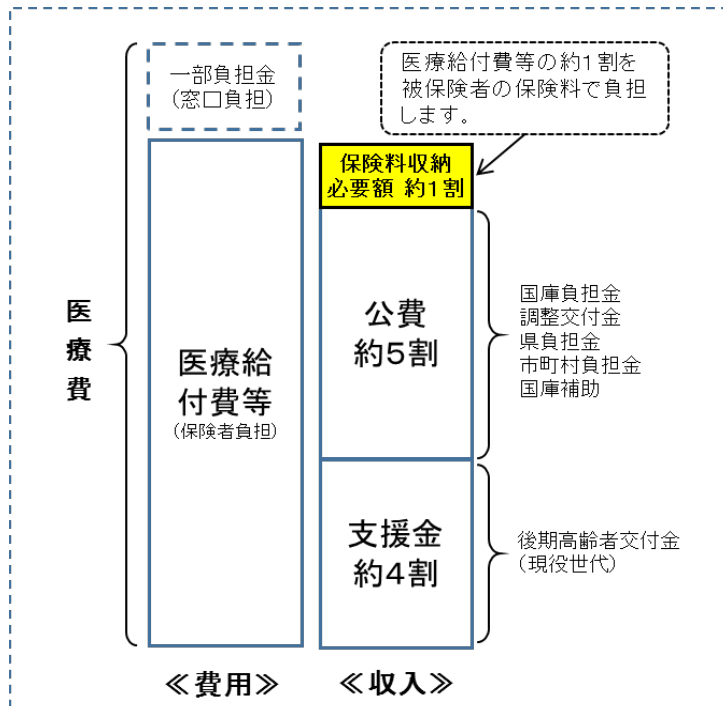 一部負担金
(窓口負担)
医療給付費等の約1割を
被保険者の保険料で負担
します。
保険料収納
必要額 約1割
医療費
医療給
付費等
(保険者負担)
公費
約5割
国庫負担金
調整交付金
県負担金
市町村負担金
国庫補助
支援金
約4割
後期高齢者交付金
(現役世代)
≪費用≫
≪収入≫